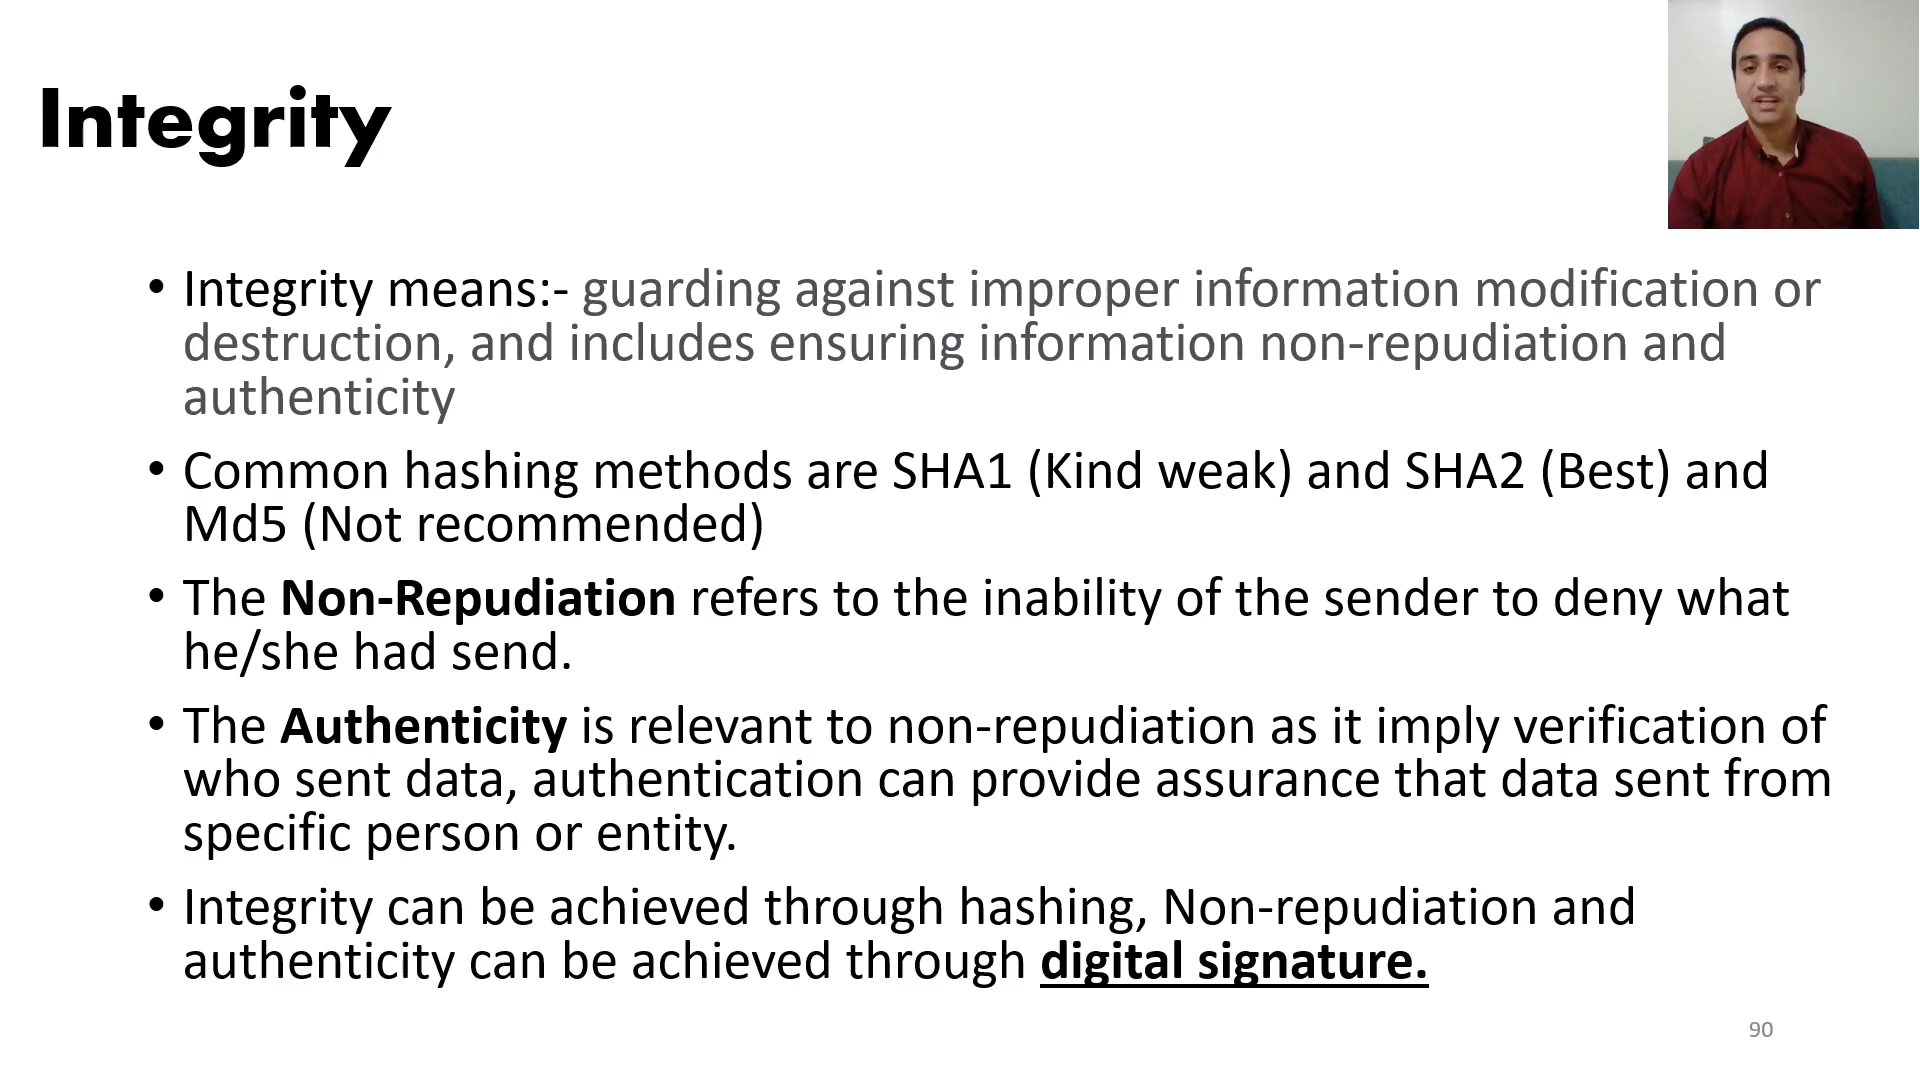 Integrity
• Integrity means:- guarding against improper information modification or
destruction, and includes ensuring information non-repudiation and
authenticity
• Common hashing methods are SHA1 (Kind weak) and SHA2 (Best) and
Md5 (Not recommended)
• The Non-Repudiation refers to the inability of the sender to deny what
he/she had send.
• The Authenticity is relevant to non-repudiation as it imply verification of
who sent data, authentication can provide assurance that data sent from
specific person or entity.
• Integrity can be achieved through hashing, Non-repudiation and
authenticity can be achieved through digital signature.
90